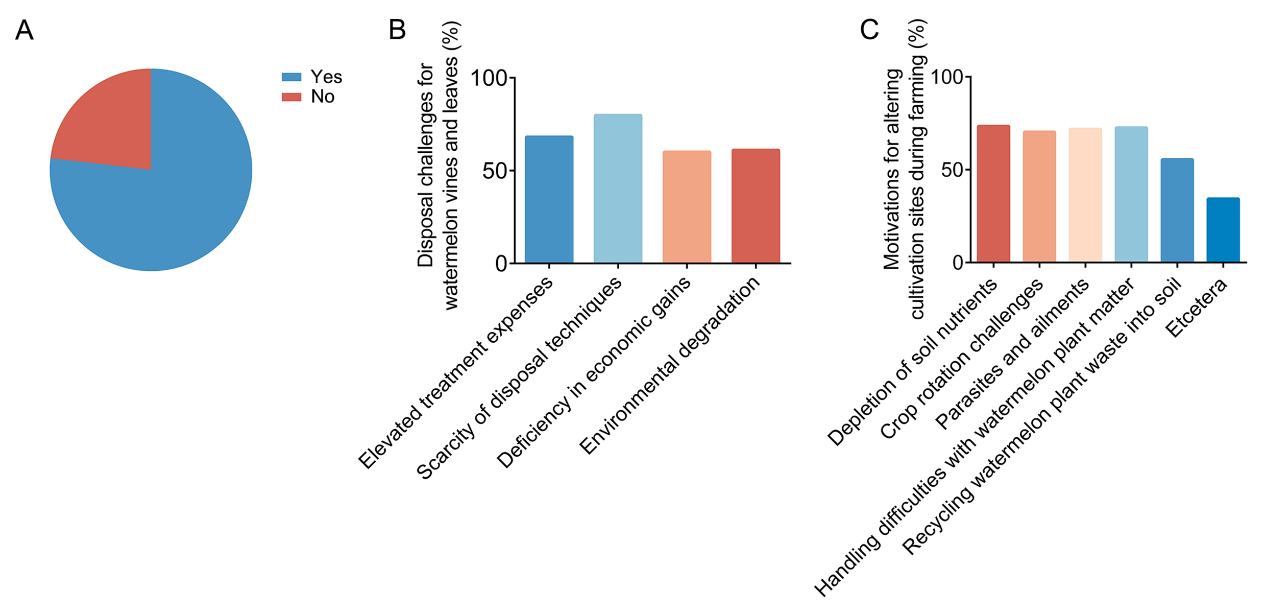 A
Yes
No
B
Disposal challenges for
watermelon vines and leaves (%)
100
50
0
Elevated treatment expenses
Scarcity of disposal techniques
Deficiency in economic gains
Environmental degradation
C
Motivations for altering
cultivation sites during farming (%)
100
50
0
Depletion of soil nutrients
Crop rotation challenges
Parasites and ailments
Handling difficulties with watermelon plant matter
Recycling watermelon plant waste into soil
Etcetera